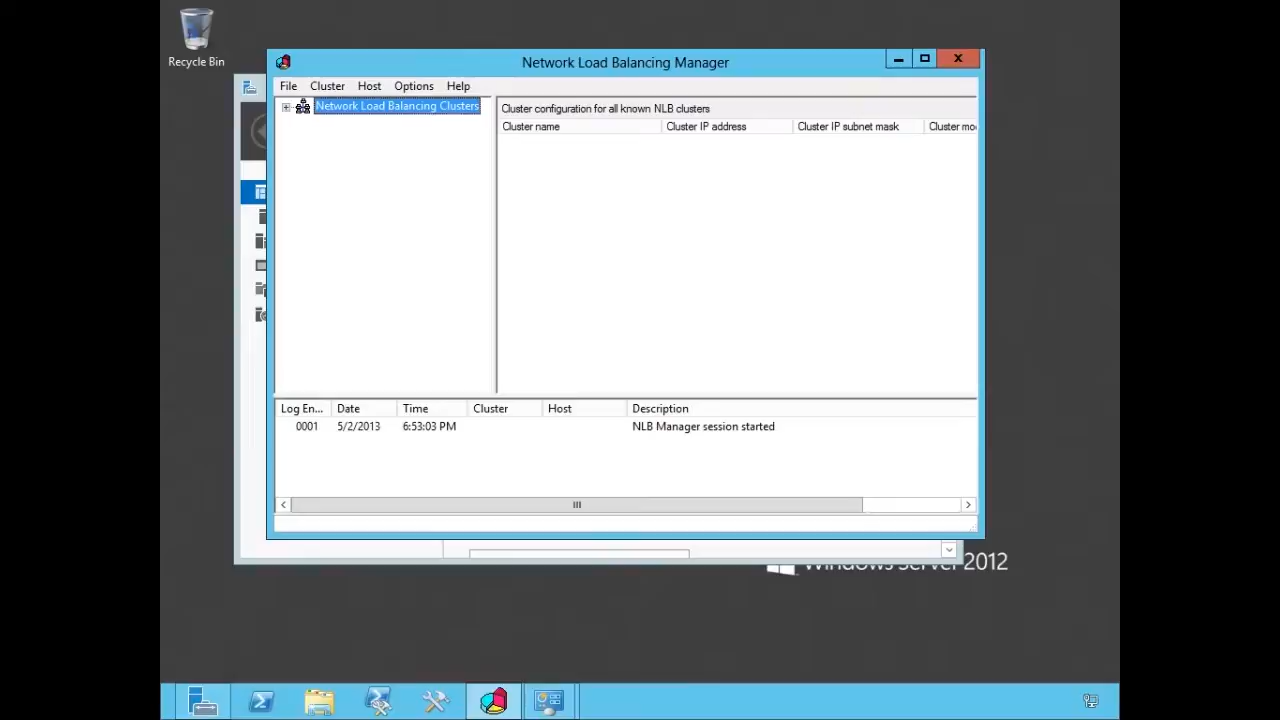 Recycle Bin
Network Load Balancing Manager
File Cluster Host Options Help
Network Load Balancing Clusters
Cluster configuration for all known NLB clusters
Cluster name Cluster IP address Cluster IP subnet mask Cluster mo
Log En... Date Time Cluster Host Description
0001 5/2/2013 6:53:03 PM NLB Manager session started
Windows Server 2012